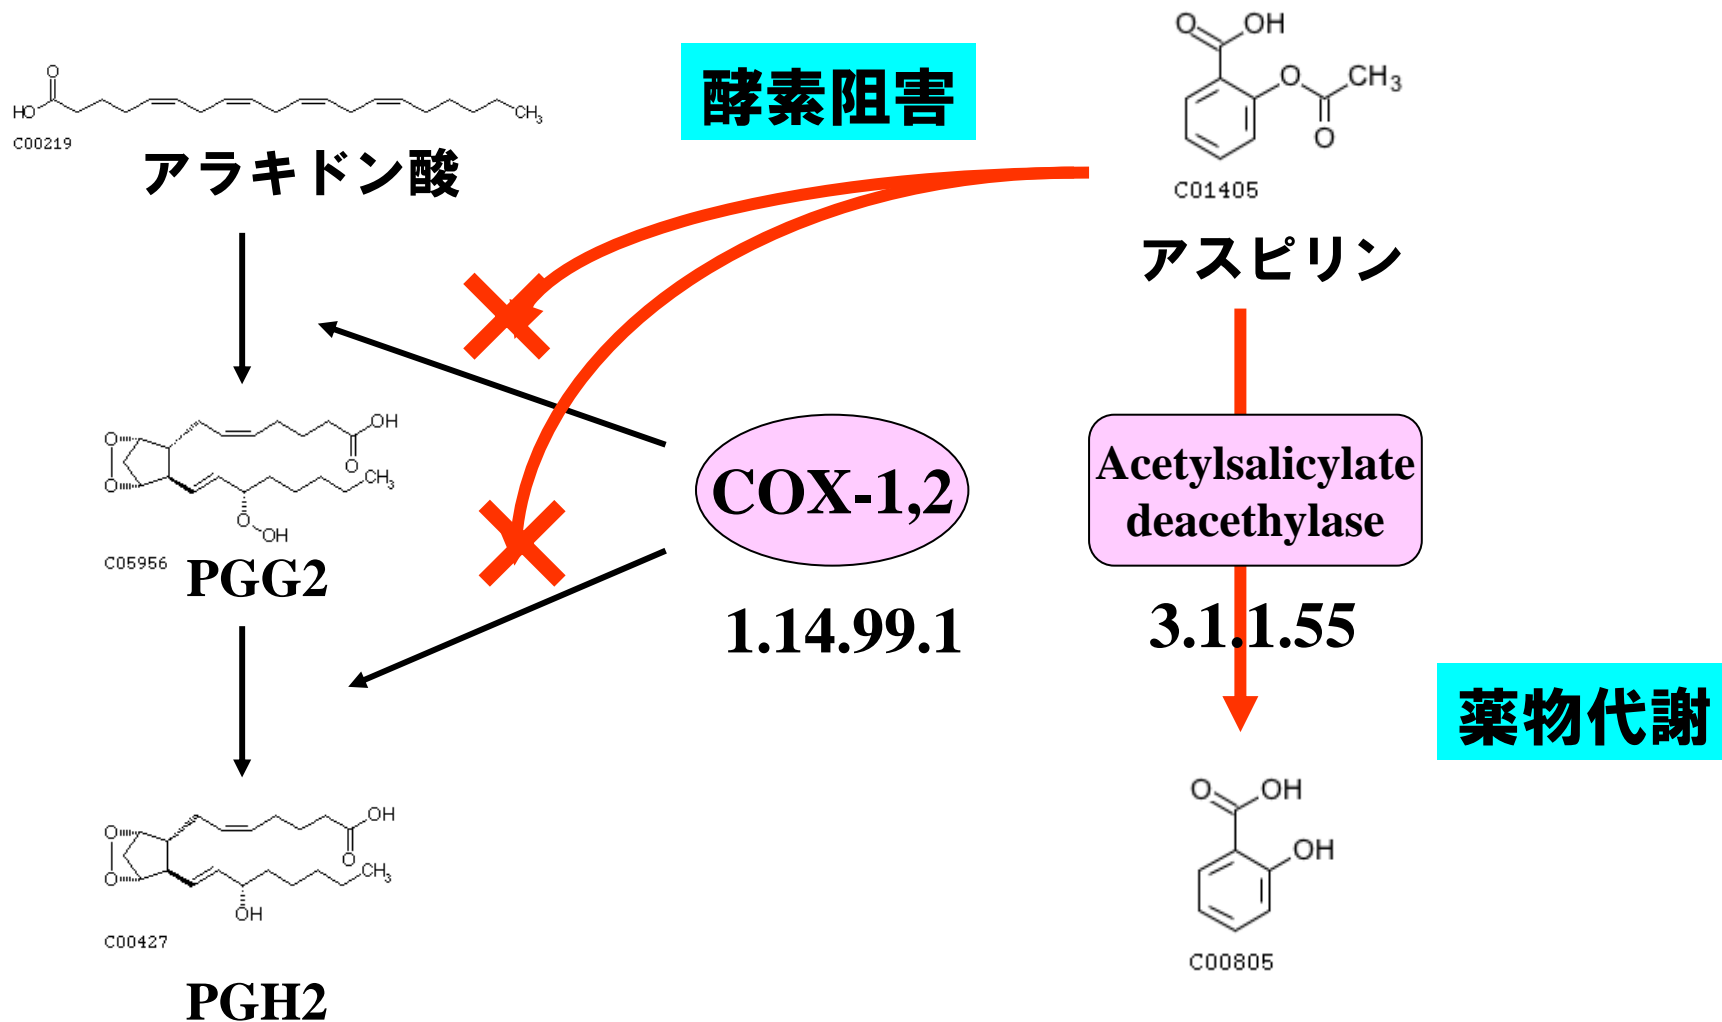 酵素阻害
O
OH
O
CH3
O
C01405
アスピリン
O
HO
CH3
C00219
アラキドン酸
O
O
OH
O
CH3
O
OH
C05956
PGG2
COX-1,2
1.14.99.1
Acetylsalicylate
deacethylase
3.1.1.55
薬物代謝
O
O
OH
O
CH3
OH
C00427
PGH2
O
OH
OH
C00805